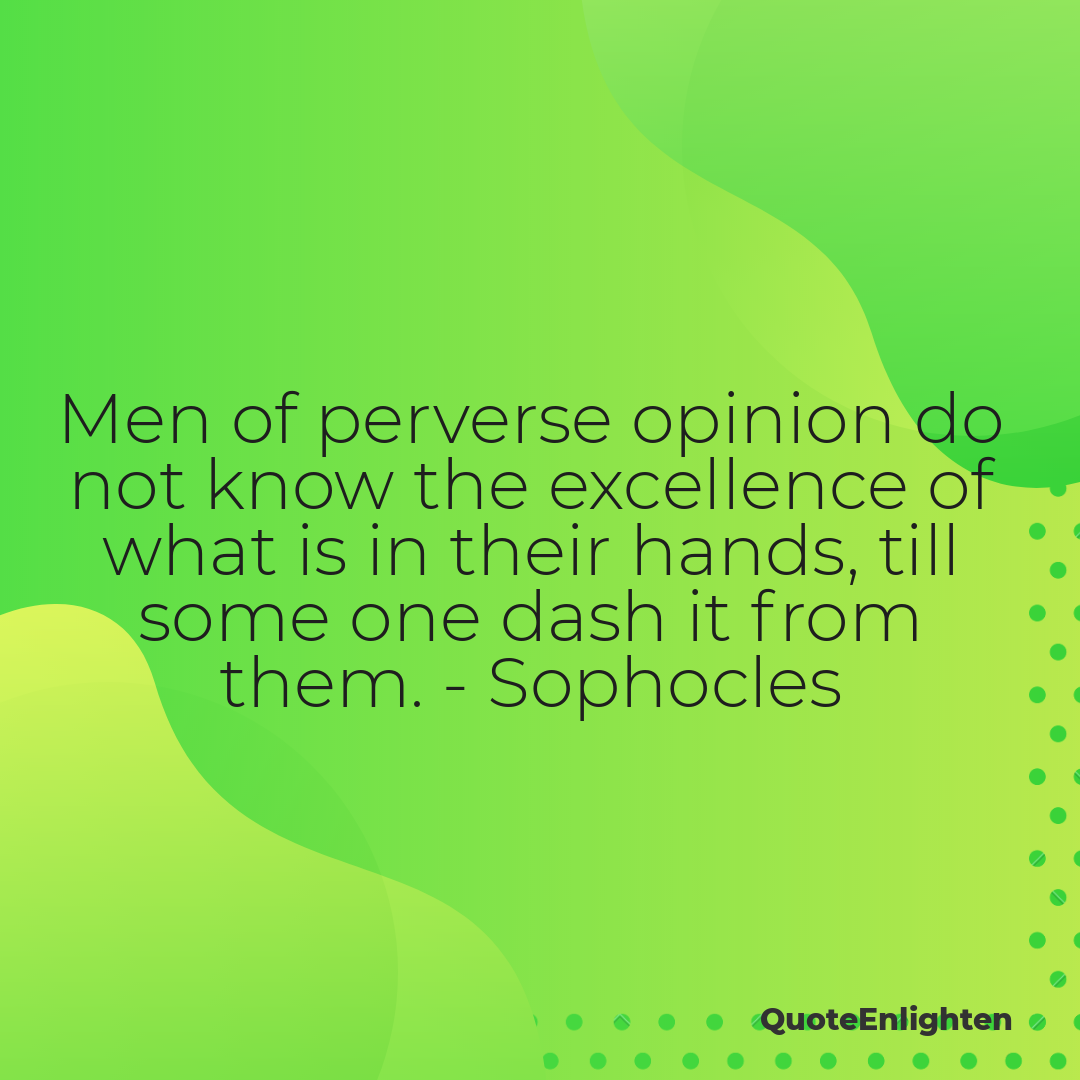 Men of perverse opinion do
not know the excellence of
what is in their hands, till
some one dash it from
them. - Sophocles
QuoteEnlighten